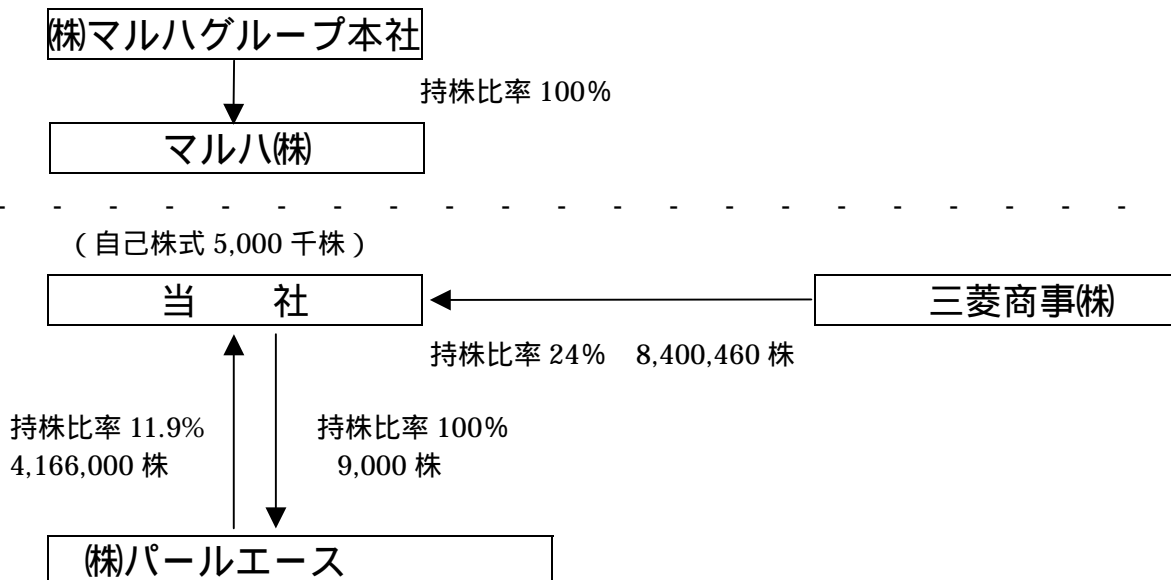 ㈱マルハグループ本社
持株比率 100%
マルハ㈱
- - - - - - - - - - - - - - - - - - - - -
（自己株式 5,000 千株）
当　　社
三菱商事㈱
持株比率 24%　8,400,460 株
持株比率 11.9%
4,166,000 株
持株比率 100%
9,000 株
㈱パールエース